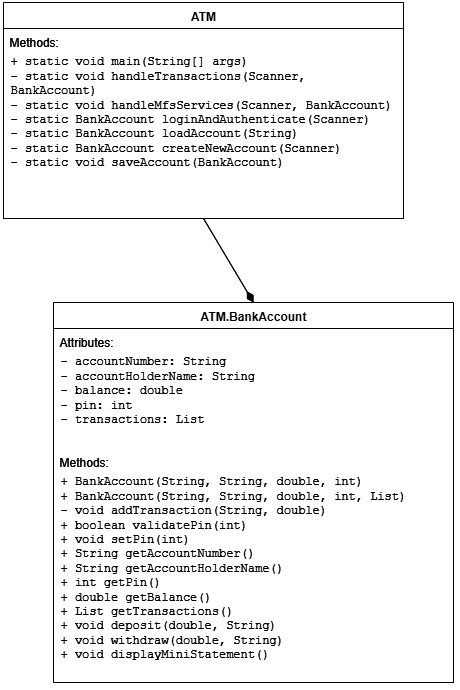 ATM
Methods:
+ static void main(String[] args)
- static void handleTransactions(Scanner,
BankAccount)
- static void handleMfsServices(Scanner, BankAccount)
- static BankAccount loginAndAuthenticate(Scanner)
- static BankAccount loadAccount(String)
- static BankAccount createNewAccount(Scanner)
- static void saveAccount(BankAccount)
ATM.BankAccount
Attributes:
- accountNumber: String
- accountHolderName: String
- balance: double
- pin: int
- transactions: List
Methods:
+ BankAccount(String, String, double, int)
+ BankAccount(String, String, double, int, List)
- void addTransaction(String, double)
+ boolean validatePin(int)
+ void setPin(int)
+ String getAccountNumber()
+ String getAccountHolderName()
+ int getPin()
+ double getBalance()
+ List getTransactions()
+ void deposit(double, String)
+ void withdraw(double, String)
+ void displayMiniStatement()